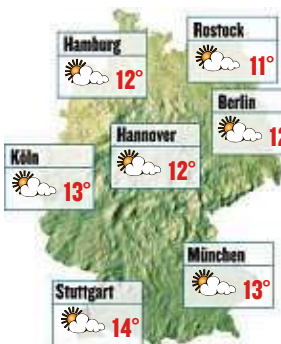 Hamburg
12°
Rostock
11°
Berlin
Hannover
12°
Köln
13°
München
13°
Stuttgart
14°